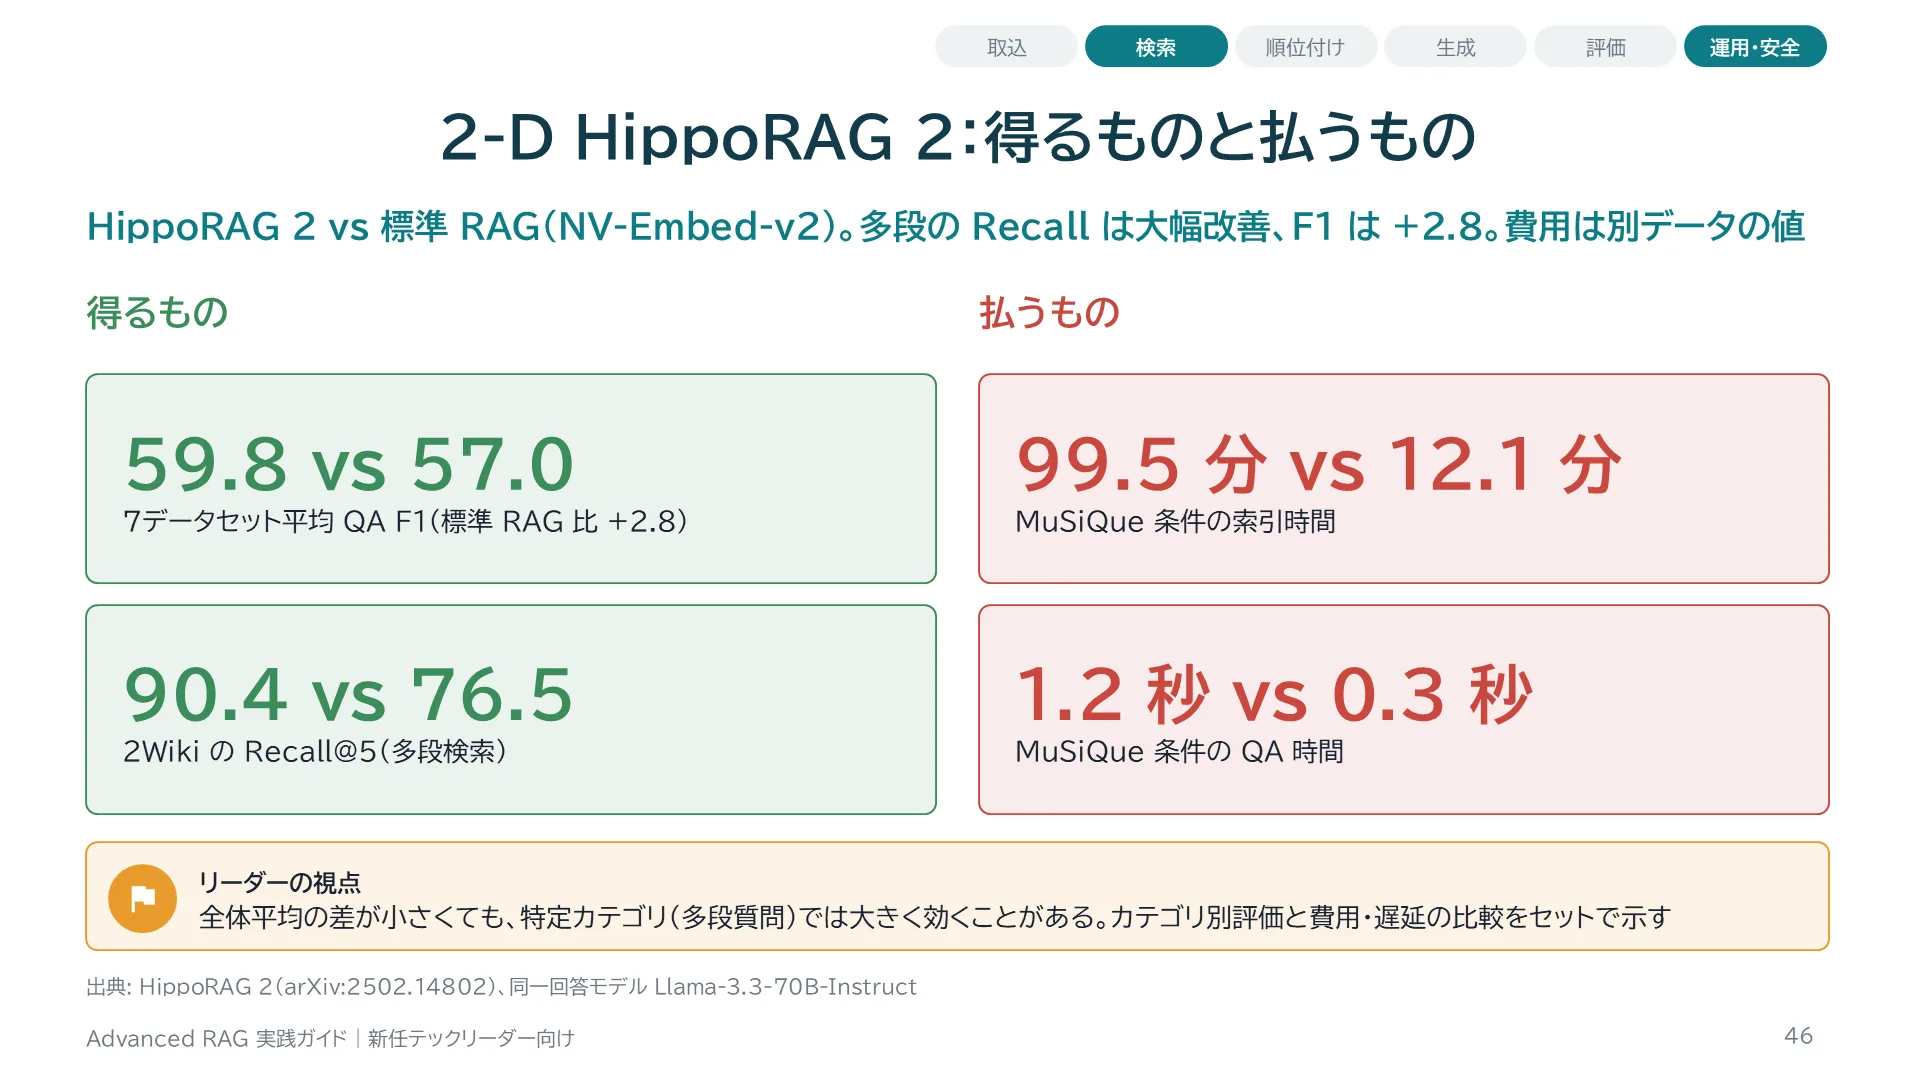 取込
検索
順位付け
生成
評価
運用・安全
2-D HippoRAG 2：得るものと払うもの
HippoRAG 2 vs 標準 RAG（NV-Embed-v2）。多段の Recall は大幅改善、F1 は +2.8。費用は別データの値
得るもの
59.8 vs 57.0
7データセット平均 QA F1（標準 RAG 比 +2.8）
90.4 vs 76.5
2Wiki の Recall@5（多段検索）
払うもの
99.5 分 vs 12.1 分
MuSiQue 条件の索引時間
1.2 秒 vs 0.3 秒
MuSiQue 条件の QA 時間
リーダーの視点
全体平均の差が小さくても、特定カテゴリ（多段質問）では大きく効くことがある。カテゴリ別評価と費用・遅延の比較をセットで示す
出典: HippoRAG 2（arXiv:2502.14802）、同一回答モデル Llama-3.3-70B-Instruct
Advanced RAG 実践ガイド｜新任テックリーダー向け
46